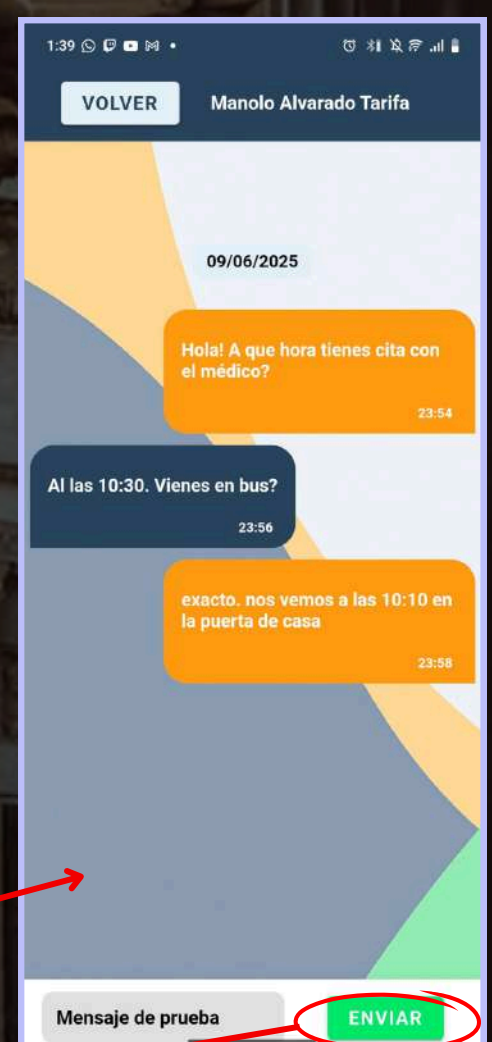 1:39
VOLVER
Manolo Alvarado Tarifa
09/06/2025
Hola! A que hora tienes cita con
el médico?
23:54
Al las 10:30. Vienes en bus?
23:56
exacto. nos vemos a las 10:10 en
la puerta de casa
23:58
Mensaje de prueba
ENVIAR